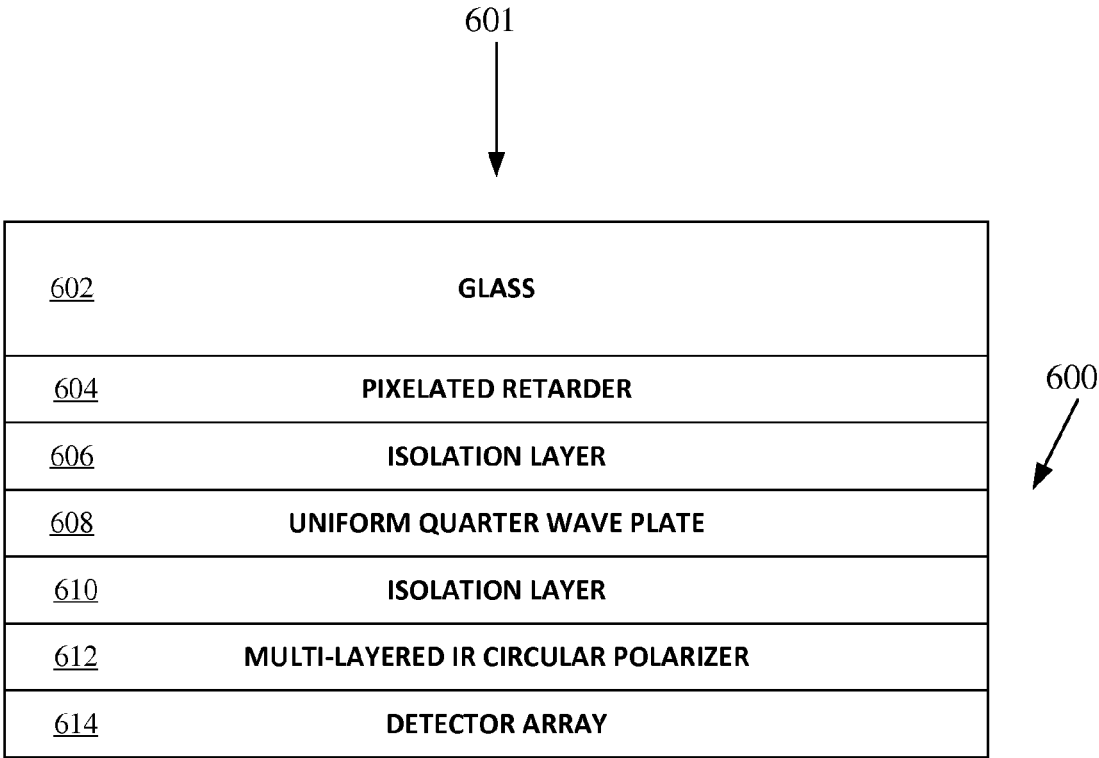 601
602 GLASS
604 PIXELATED RETARDER
600
606 ISOLATION LAYER
608 UNIFORM QUARTER WAVE PLATE
610 ISOLATION LAYER
612 MULTI-LAYERED IR CIRCULAR POLARIZER
614 DETECTOR ARRAY